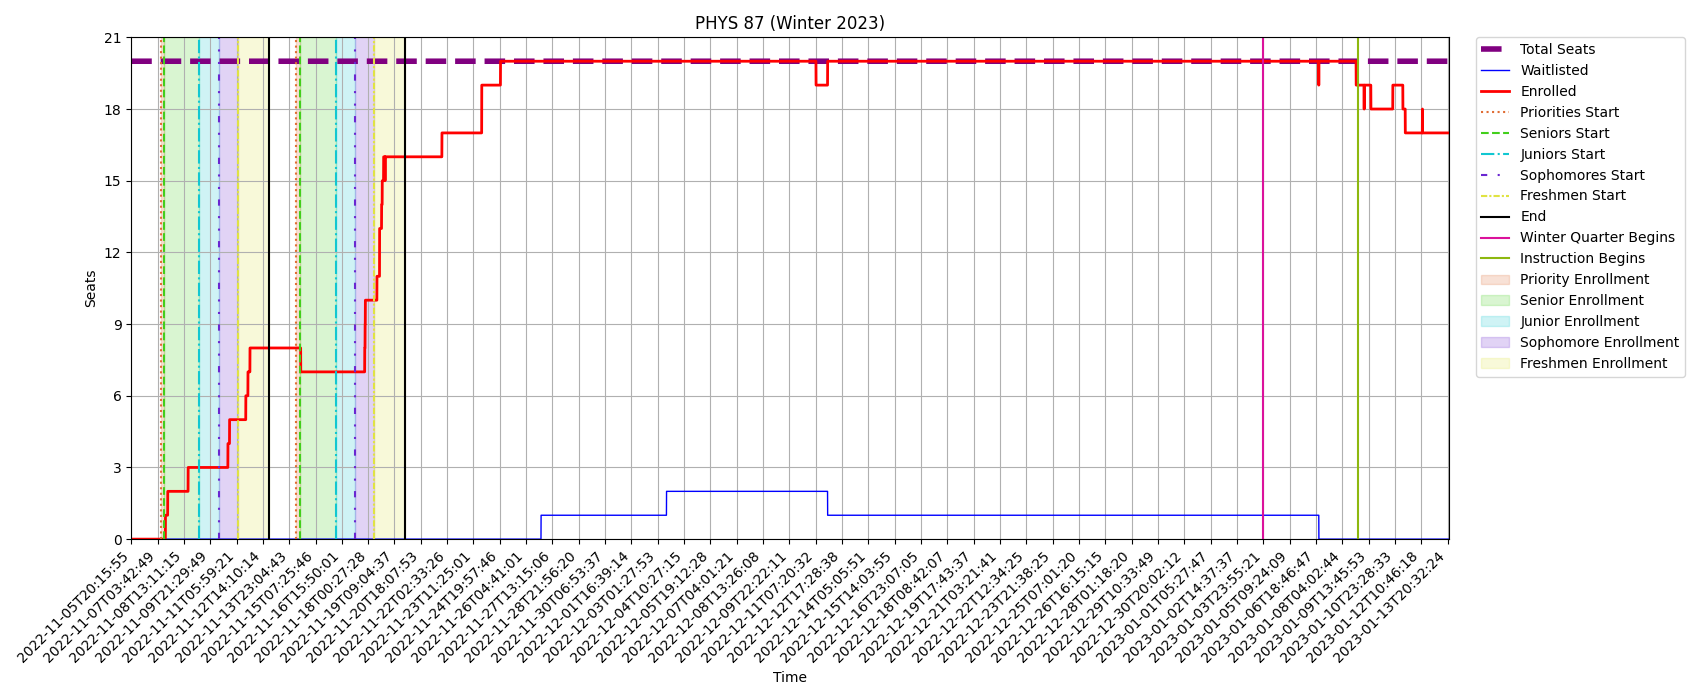 PHYS 87 (Winter 2023)
21
18
15
12
9
6
3
0
Seats
2022-11-05T20:15:55
2022-11-07T03:42:49
2022-11-08T13:11:15
2022-11-09T21:29:49
2022-11-11T05:59:21
2022-11-12T14:10:14
2022-11-13T23:04:43
2022-11-15T07:25:46
2022-11-16T15:50:01
2022-11-18T00:27:28
2022-11-19T09:04:37
2022-11-20T18:07:53
2022-11-22T02:33:26
2022-11-23T11:25:01
2022-11-24T19:57:46
2022-11-26T04:41:01
2022-11-27T13:15:06
2022-11-28T21:56:20
2022-11-30T06:53:37
2022-12-01T16:39:14
2022-12-03T01:27:53
2022-12-04T10:27:15
2022-12-05T19:12:28
2022-12-07T04:01:21
2022-12-08T13:26:08
2022-12-09T22:22:11
2022-12-11T07:20:32
2022-12-12T17:28:38
2022-12-14T05:05:51
2022-12-15T14:03:55
2022-12-16T23:07:05
2022-12-18T08:42:07
2022-12-19T17:43:37
2022-12-21T03:21:41
2022-12-22T12:34:25
2022-12-23T21:38:25
2022-12-25T07:01:20
2022-12-26T16:15:15
2022-12-28T01:18:20
2022-12-29T10:33:49
2022-12-30T20:02:12
2023-01-01T05:27:47
2023-01-02T14:37:37
2023-01-03T23:55:21
2023-01-05T09:24:09
2023-01-06T18:46:47
2023-01-08T04:02:44
2023-01-09T13:45:53
2023-01-10T23:28:33
2023-01-12T10:46:18
2023-01-13T20:32:24
Time
Total Seats
Waitlisted
Enrolled
Priorities Start
Seniors Start
Juniors Start
Sophomores Start
Freshmen Start
End
Winter Quarter Begins
Instruction Begins
Priority Enrollment
Senior Enrollment
Junior Enrollment
Sophomore Enrollment
Freshmen Enrollment